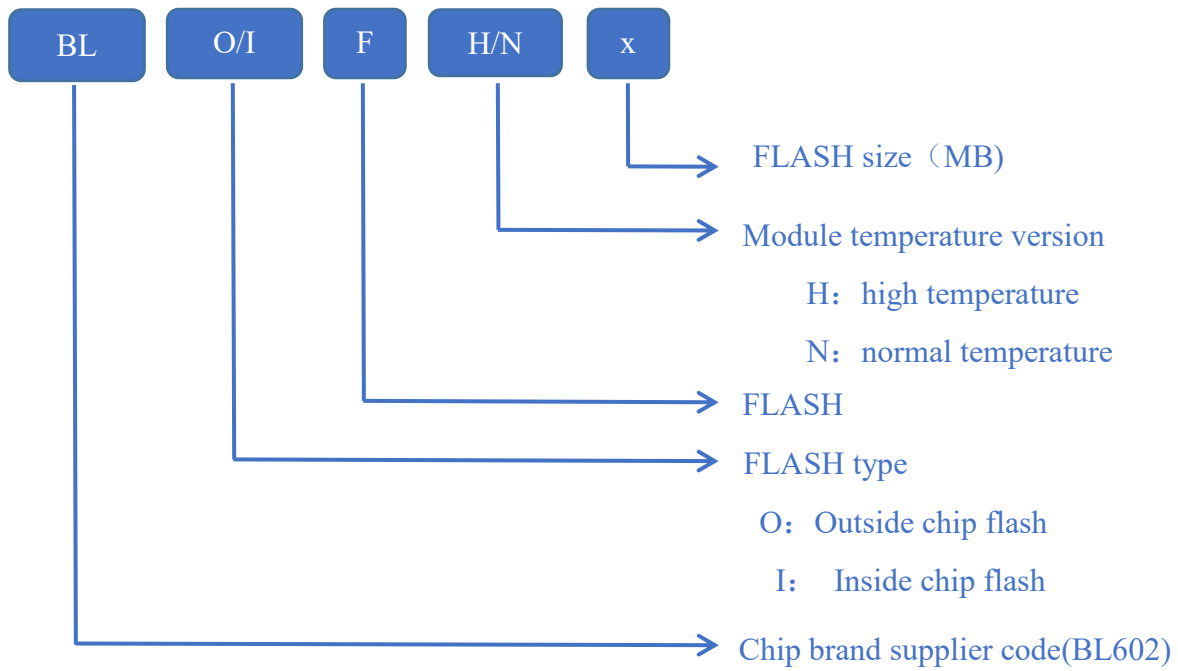 BL O/I F H/N x
FLASH size（MB)
Module temperature version
H：high temperature
N：normal temperature
FLASH
FLASH type
O：Outside chip flash
I： Inside chip flash
Chip brand supplier code(BL602)